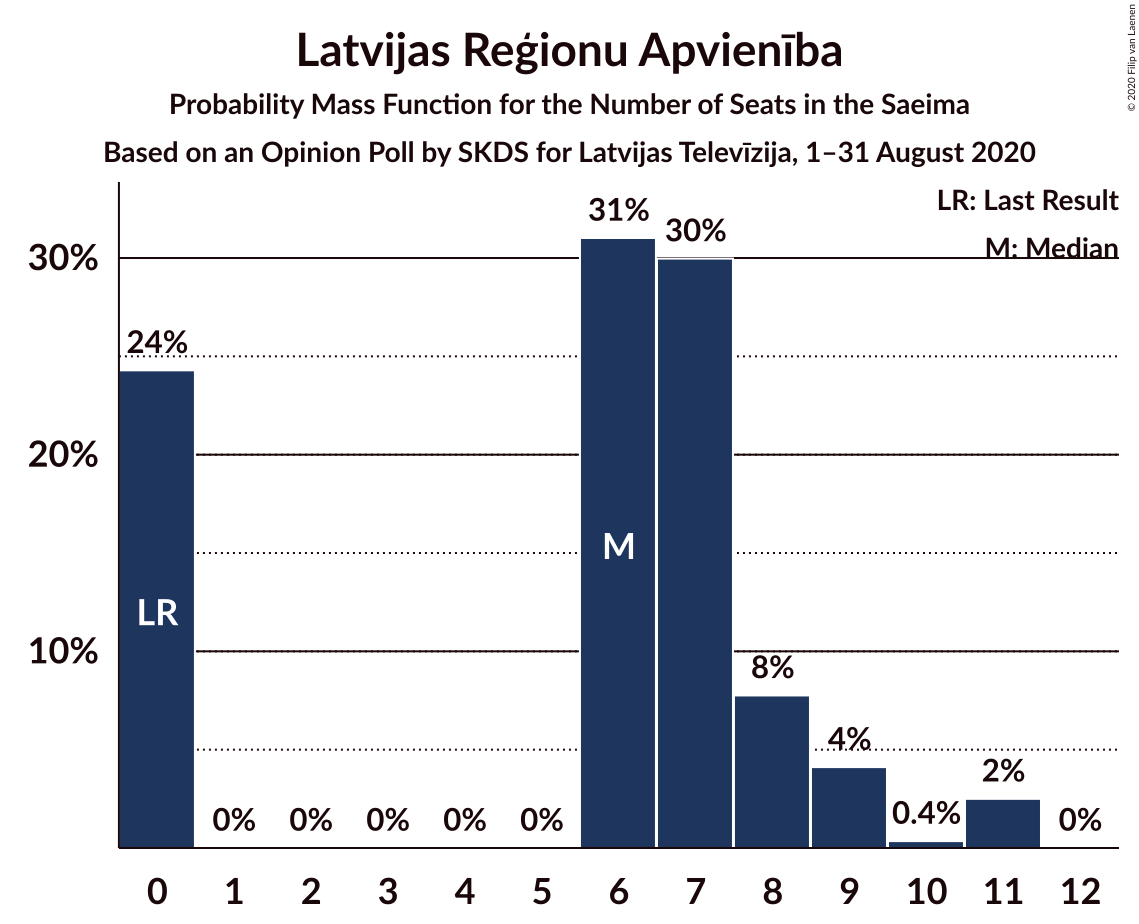 Latvijas Reģionu Apvienība
Probability Mass Function for the Number of Seats in the Saeima
Based on an Opinion Poll by SKDS for Latvijas Televīzija, 1–31 August 2020
© 2020 Filip van Laenen
LR: Last Result
M: Median
30%
20%
10%
24%
0%
0%
0%
0%
0%
31%
30%
8%
4%
0.4%
2%
0%
LR
M
0 1 2 3 4 5 6 7 8 9 10 11 12